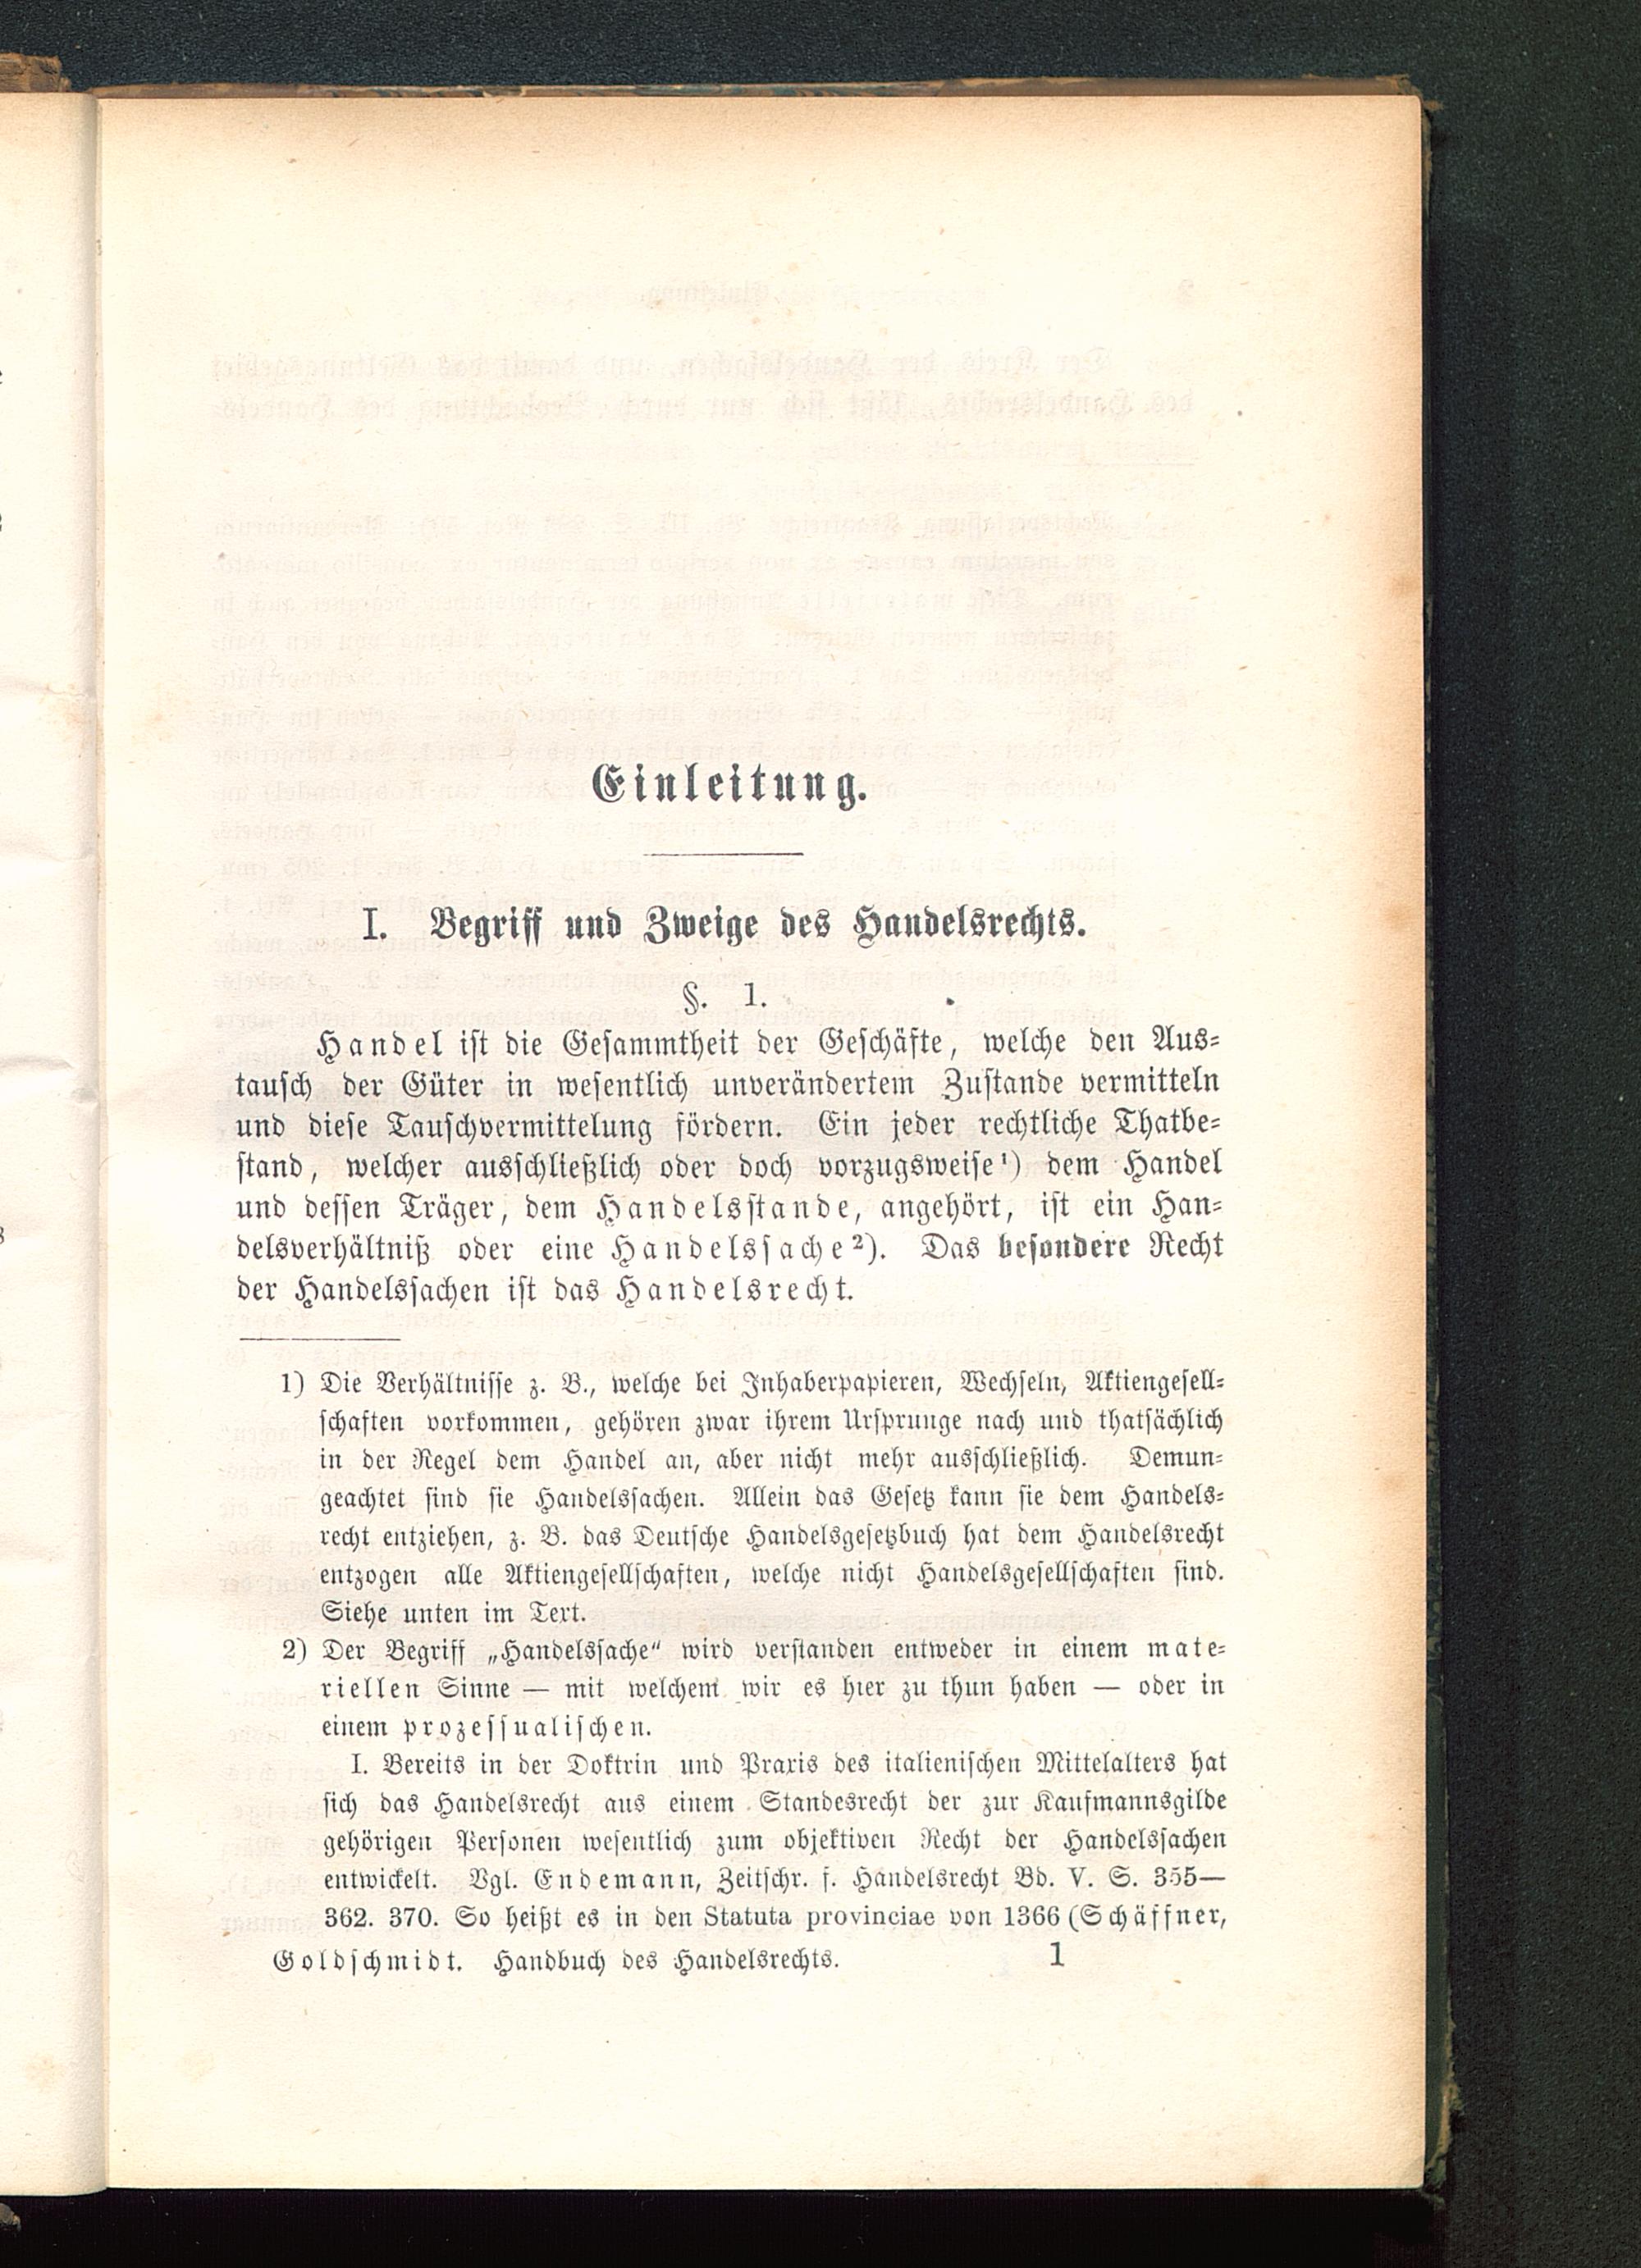 Einleitung.
I. Begriff und Zweige des Handelsrechts.
§. 1.
Handel ist die Gesammtheit der Geschäfte, welche den Aus-
tausch der Güter in wesentlich unverändertem Zustande vermitteln
und diese Tauschvermittelung fördern. Ein jeder rechtliche Thatbe-
stand, welcher ausschließlich oder doch vorzugsweise¹) dem Handel
und dessen Träger, dem Handelsstande, angehört, ist ein Han-
delsverhältniß oder eine Handelssache²). Das besondere Recht
der Handelssachen ist das Handelsrecht.
1) Die Verhältnisse z. B., welche bei Inhaberpapieren, Wechseln, Aktiengesell-
schaften vorkommen, gehören zwar ihrem Ursprunge nach und thatsächlich
in der Regel dem Handel an, aber nicht mehr ausschließlich. Demun-
geachtet sind sie Handelssachen. Allein das Gesetz kann sie dem Handels-
recht entziehen, z. B. das Deutsche Handelsgesetzbuch hat dem Handelsrecht
entzogen alle Aktiengesellschaften, welche nicht Handelsgesellschaften sind.
Siehe unten im Text.
2) Der Begriff „Handelssache“ wird verstanden entweder in einem mate-
riellen Sinne — mit welchem wir es hier zu thun haben — oder in
einem prozessualischen.
I. Bereits in der Doktrin und Praxis des italienischen Mittelalters hat
sich das Handelsrecht aus einem Standesrecht der zur Kaufmannsgilde
gehörigen Personen wesentlich zum objektiven Recht der Handelssachen
entwickelt. Vgl. Endemann, Zeitschr. f. Handelsrecht Bd. V. S. 355—
362. 370. So heißt es in den Statuta provinciae von 1366 (Schäffner,
Goldschmidt. Handbuch des Handelsrechts. 1